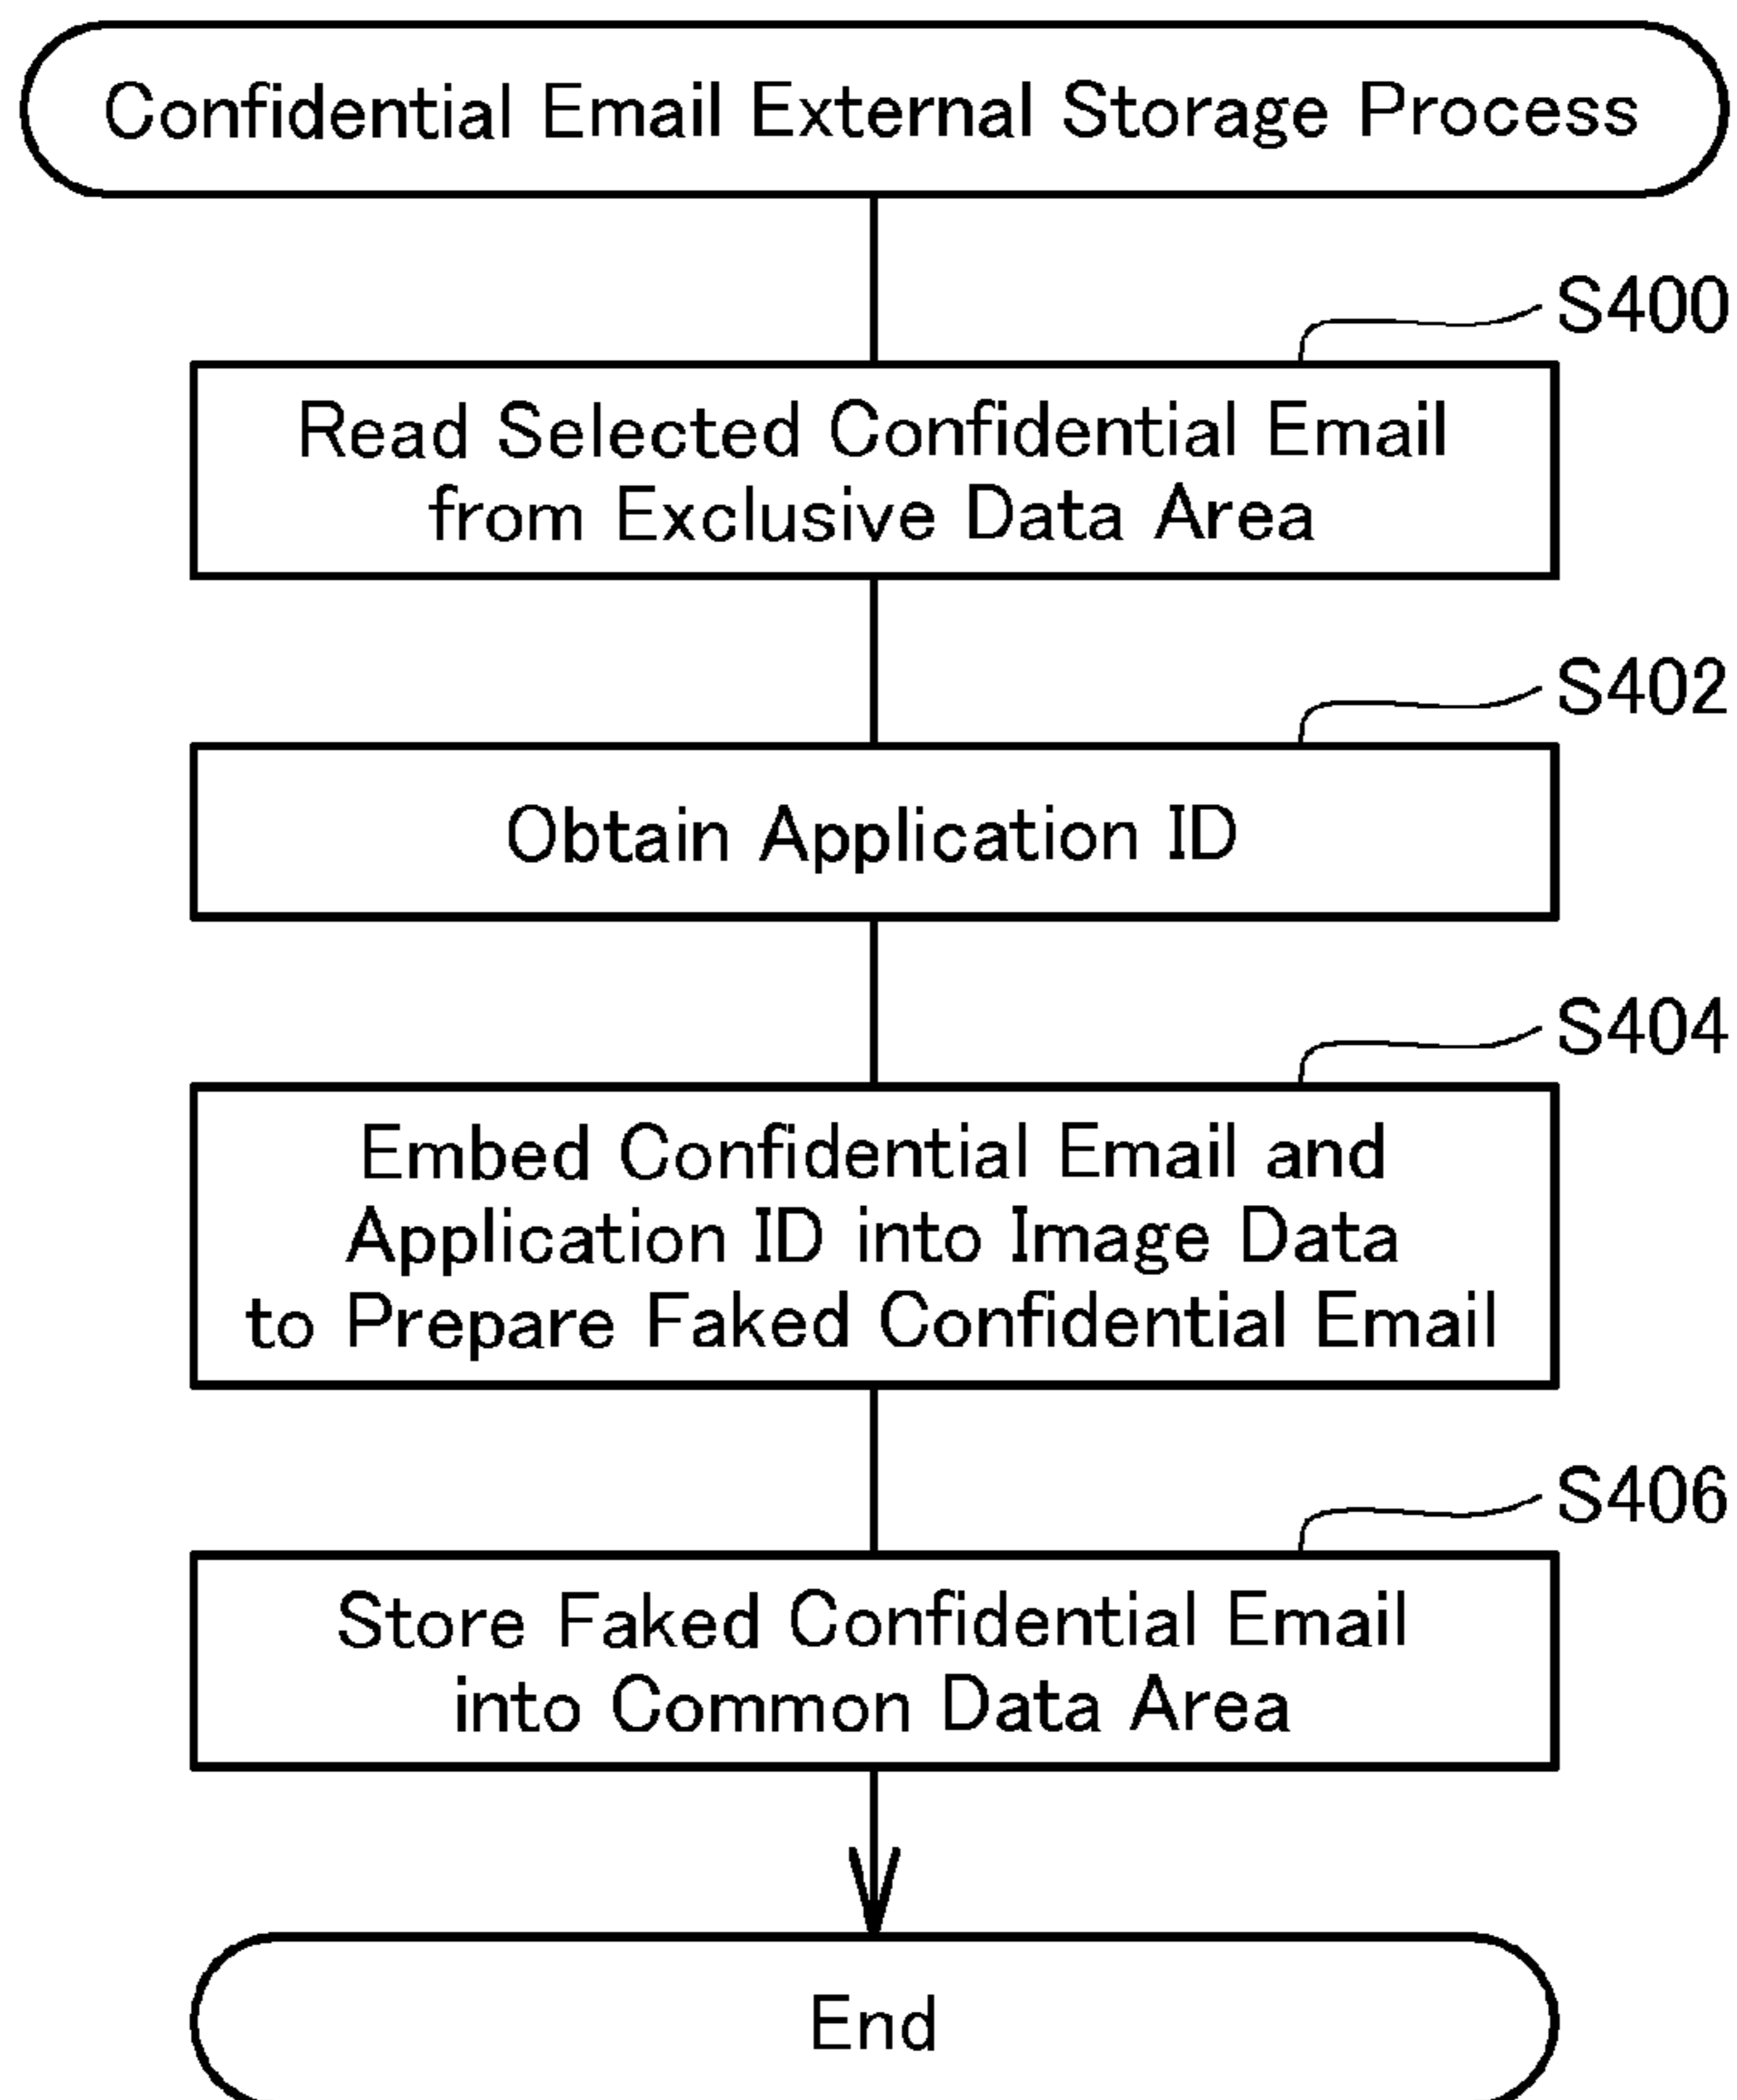 Confidential Email External Storage Process
S400
Read Selected Confidential Email
from Exclusive Data Area
S402
Obtain Application ID
S404
Embed Confidential Email and
Application ID into Image Data
to Prepare Faked Confidential Email
S406
Store Faked Confidential Email
into Common Data Area
End